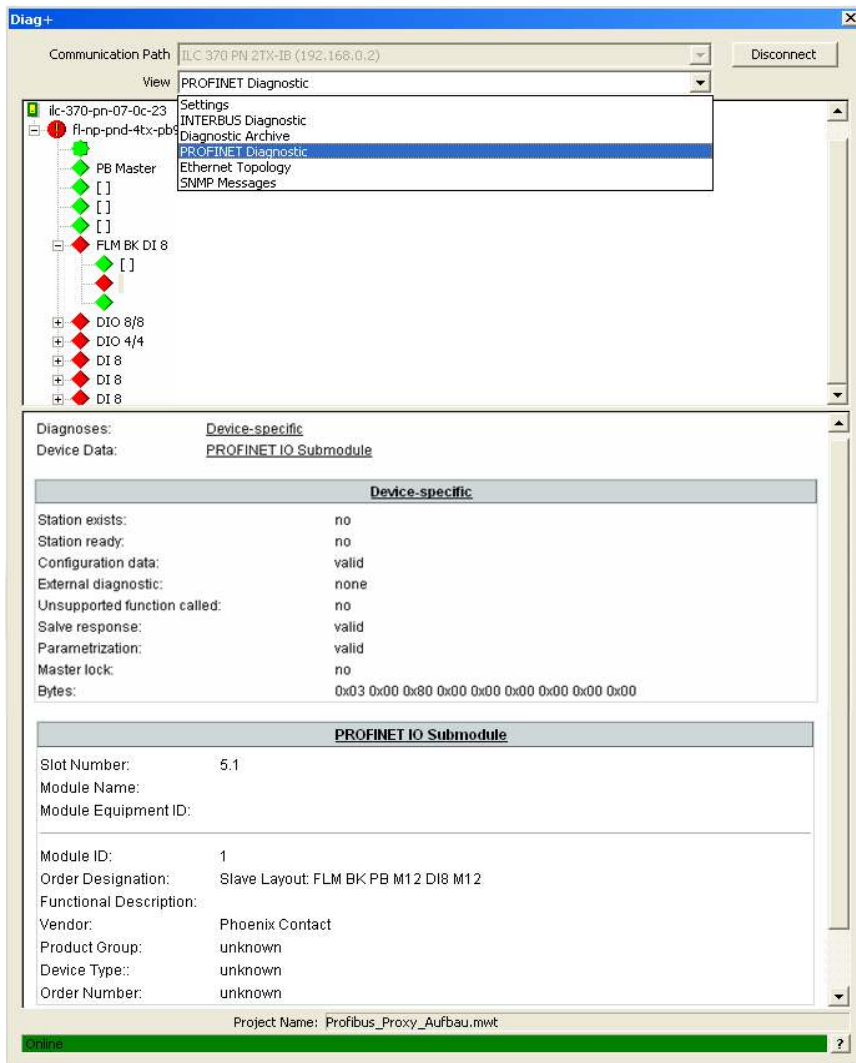 Diag+
Communication Path ILC 370 PN 2TX-IB (192.168.0.2) Disconnect
View PROFINET Diagnostic
Settings
INTERBUS Diagnostic
Diagnostic Archive
PROFINET Diagnostic
Ethernet Topology
SNMP Messages
ilc-370-pn-07-0c-23
fl-np-pnd-4tx-pb9
PB Master
[ ]
[ ]
[ ]
FLM BK DI 8
[ ]
DIO 8/8
DIO 4/4
DI 8
DI 8
DI 8
Diagnoses: Device-specific
Device Data: PROFINET IO Submodule
Device-specific
Station exists: no
Station ready: no
Configuration data: valid
External diagnostic: none
Unsupported function called: no
Salve response: valid
Parametrization: valid
Master lock: no
Bytes: 0x03 0x00 0x80 0x00 0x00 0x00 0x00 0x00 0x00
PROFINET IO Submodule
Slot Number: 5.1
Module Name:
Module Equipment ID:
Module ID: 1
Order Designation: Slave Layout: FLM BK PB M12 DI8 M12
Functional Description:
Vendor: Phoenix Contact
Product Group: unknown
Device Type:: unknown
Order Number: unknown
Project Name: Profibus_Proxy_Aufbau.mwt
Online ?